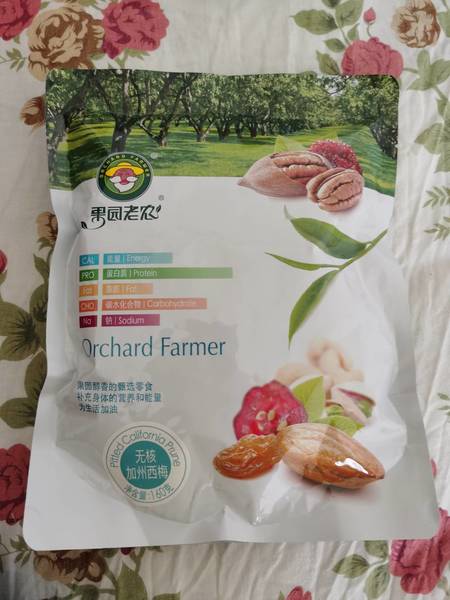 ORCHARD FARMER
果园老农®
CAL 能量 | Energy
PRO 蛋白质 | Protein
Fat 脂肪 | Fat
CHO 碳水化合物 | Carbohydrate
Na 钠 | Sodium
Orchard Farmer
果园醇香的甄选零食
补充身体的营养和能量
为生活加油
Pitted California Prune
无核
加州西梅
净含量:160克